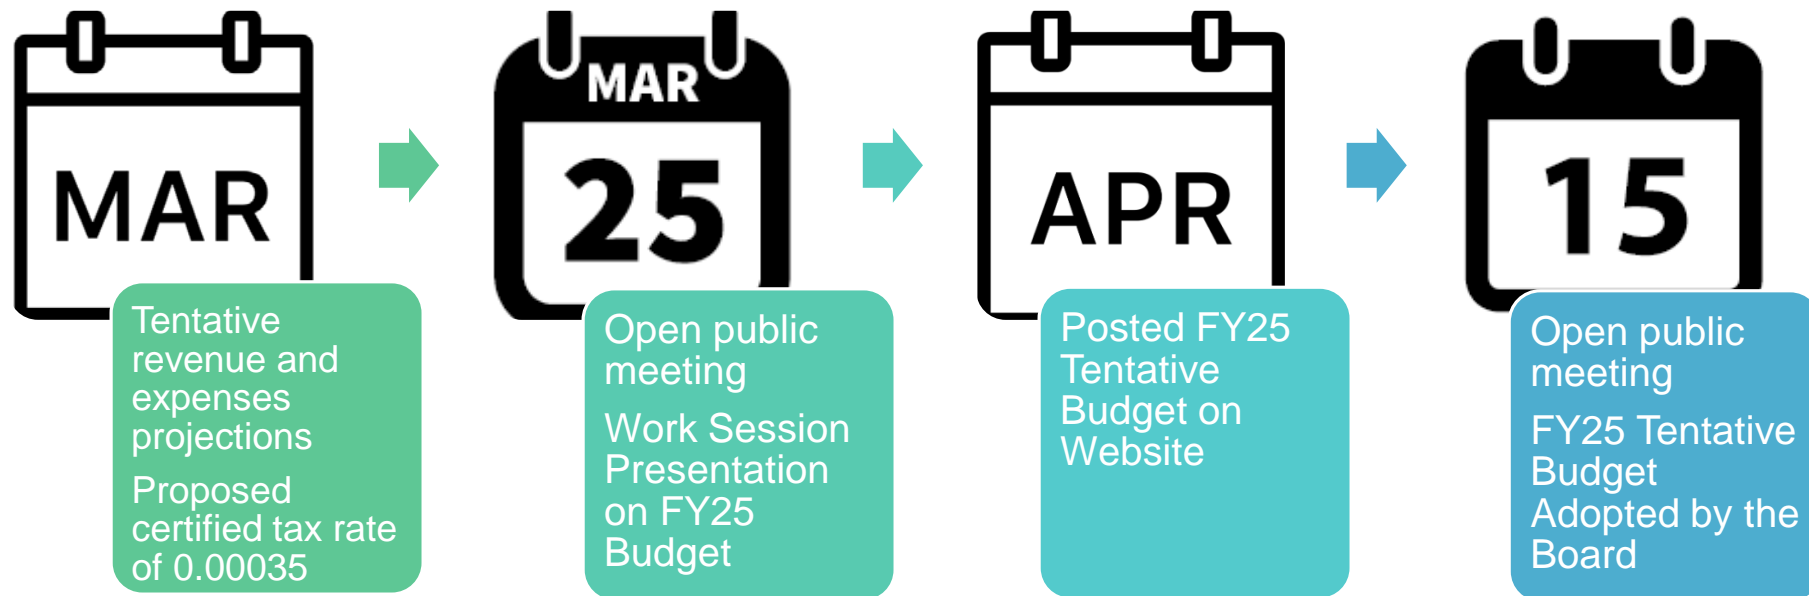 MAR
Tentative
revenue and
expenses
projections
Proposed
certified tax rate
of 0.00035
MAR
25
Open public
meeting
Work Session
Presentation
on FY25
Budget
APR
Posted FY25
Tentative
Budget on
Website
15
Open public
meeting
FY25 Tentative
Budget
Adopted by the
Board